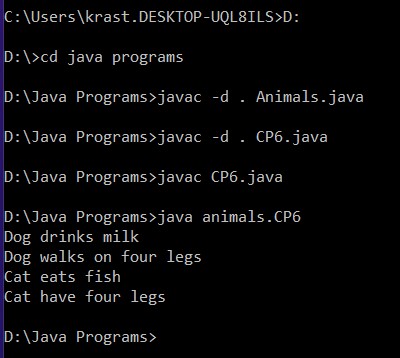 C:\Users\krast.DESKTOP-UQL8ILS>D:
D:\>cd java programs
D:\Java Programs>javac -d . Animals.java
D:\Java Programs>javac -d . CP6.java
D:\Java Programs>javac CP6.java
D:\Java Programs>java animals.CP6
Dog drinks milk
Dog walks on four legs
Cat eats fish
Cat have four legs
D:\Java Programs>